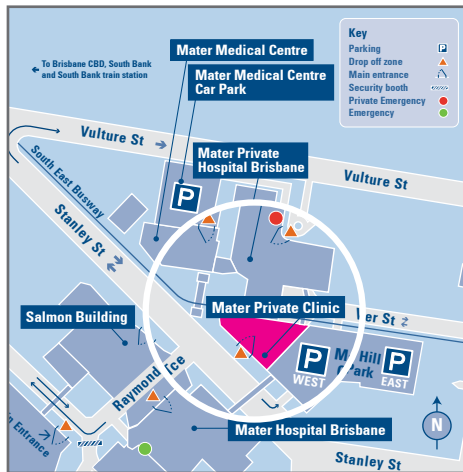 Key
Parking
P
Drop off zone
Main entrance
Security booth
Private Emergency
Emergency
Mater Medical Centre
To Brisbane CBD, South Bank
and South Bank train station
Mater Medical Centre
Car Park
Vulture St
Mater Private
Hospital Brisbane
Vulture St
South East Busway
P
Stanley St
Mater Private Clinic
Salmon Building
P
WEST
P
EAST
Hill
Raymond
Mater Hospital Brisbane
Entrance
N
Stanley St